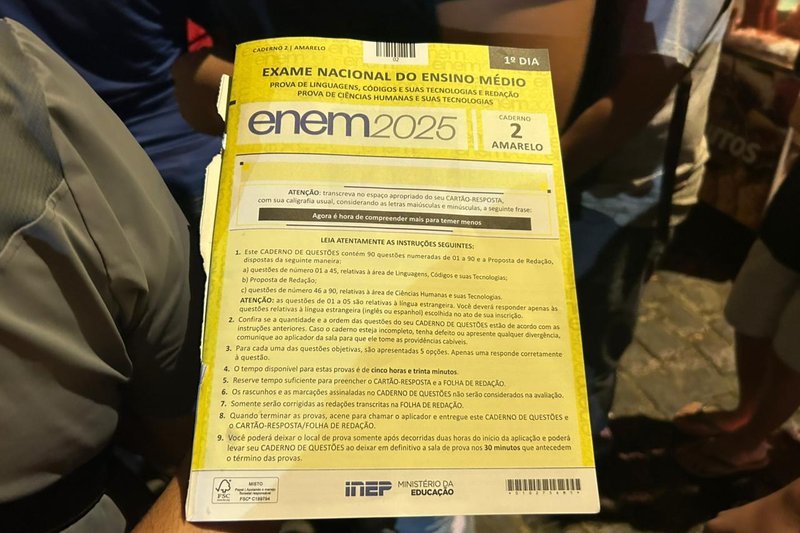 CADERNO 2 | AMARELO
02
1º DIA
EXAME NACIONAL DO ENSINO MÉDIO
PROVA DE LINGUAGENS, CÓDIGOS E SUAS TECNOLOGIAS E REDAÇÃO
PROVA DE CIÊNCIAS HUMANAS E SUAS TECNOLOGIAS
enem2025
CADERNO
2
AMARELO
ATENÇÃO: transcreva no espaço apropriado do seu CARTÃO-RESPOSTA,
com sua caligrafia usual, considerando as letras maiúsculas e minúsculas, a seguinte frase:
Agora é hora de compreender mais para temer menos
LEIA ATENTAMENTE AS INSTRUÇÕES SEGUINTES:
1. Este CADERNO DE QUESTÕES contém 90 questões numeradas de 01 a 90 e a Proposta de Redação,
dispostas da seguinte maneira:
a) questões de número 01 a 45, relativas à área de Linguagens, Códigos e suas Tecnologias;
b) Proposta de Redação;
c) questões de número 46 a 90, relativas à área de Ciências Humanas e suas Tecnologias.
ATENÇÃO: as questões de 01 a 05 são relativas à língua estrangeira. Você deverá responder apenas às
questões relativas à língua estrangeira (inglês ou espanhol) escolhida no ato de sua inscrição.
2. Confira se a quantidade e a ordem das questões do seu CADERNO DE QUESTÕES estão de acordo com as
instruções anteriores. Caso o caderno esteja incompleto, tenha defeito ou apresente qualquer divergência,
comunique ao aplicador da sala para que ele tome as providências cabíveis.
3. Para cada uma das questões objetivas, são apresentadas 5 opções. Apenas uma responde corretamente
à questão.
4. O tempo disponível para estas provas é de cinco horas e trinta minutos.
5. Reserve tempo suficiente para preencher o CARTÃO-RESPOSTA e a FOLHA DE REDAÇÃO.
6. Os rascunhos e as marcações assinaladas no CADERNO DE QUESTÕES não serão considerados na avaliação.
7. Somente serão corrigidas as redações transcritas na FOLHA DE REDAÇÃO.
8. Quando terminar as provas, acene para chamar o aplicador e entregue este CADERNO DE QUESTÕES e
o CARTÃO-RESPOSTA/FOLHA DE REDAÇÃO.
9. Você poderá deixar o local de prova somente após decorridas duas horas do início da aplicação e poderá
levar seu CADERNO DE QUESTÕES ao deixar em definitivo a sala de prova nos 30 minutos que antecedem
o término das provas.
FSC
MISTO
Papel | Apoiando o manejo
florestal responsável
FSC® C189794
INEP
MINISTÉRIO DA
EDUCAÇÃO